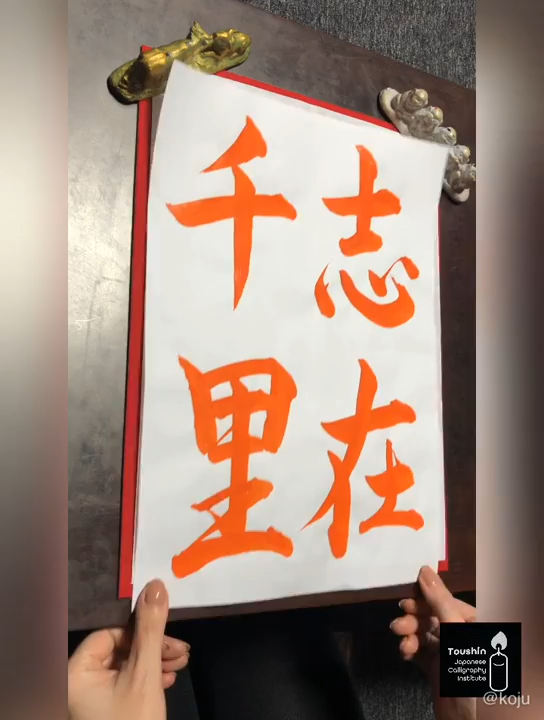 志在
千里
Toushin
Japanese
Calligraphy
Institute
@koju